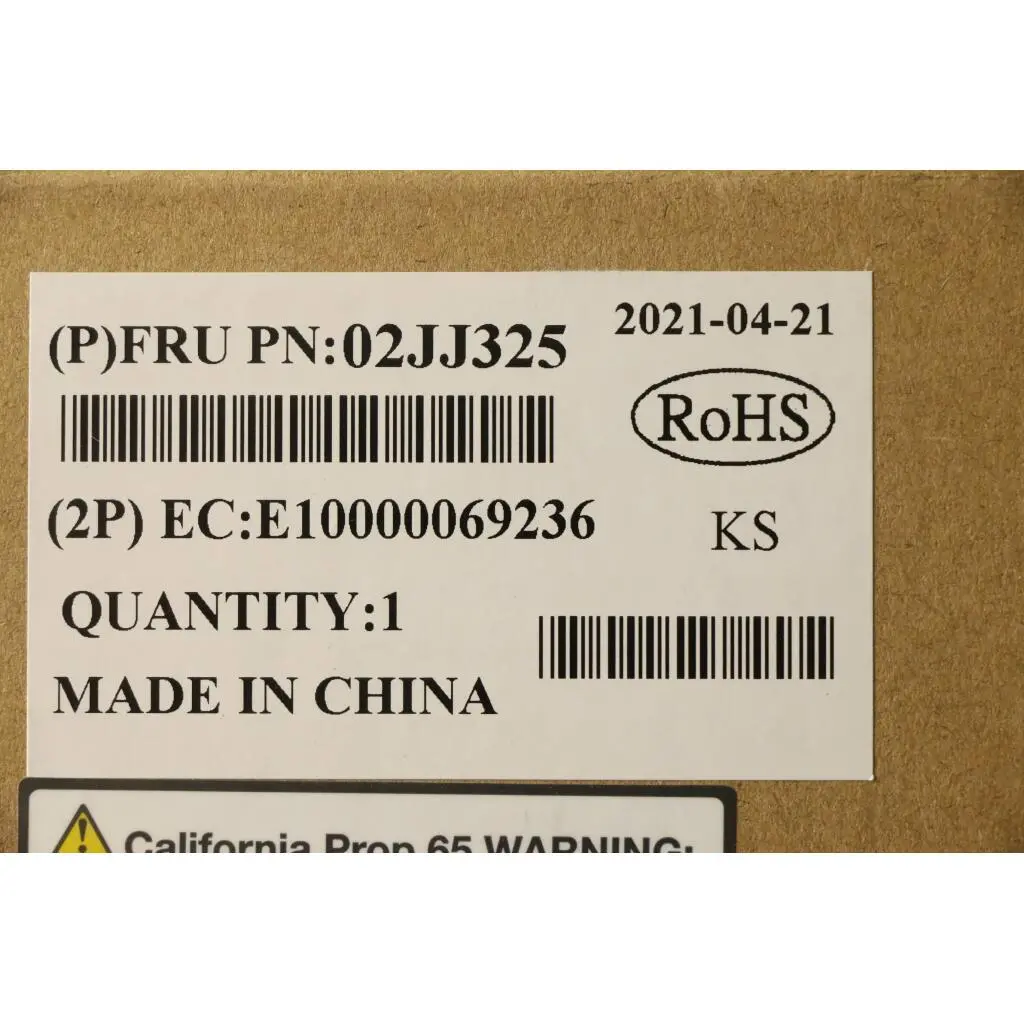 (P)FRU PN:02JJ325
2021-04-21
RoHS
(2P) EC:E10000069236
KS
QUANTITY:1
MADE IN CHINA
California Prop 65 WARNING: